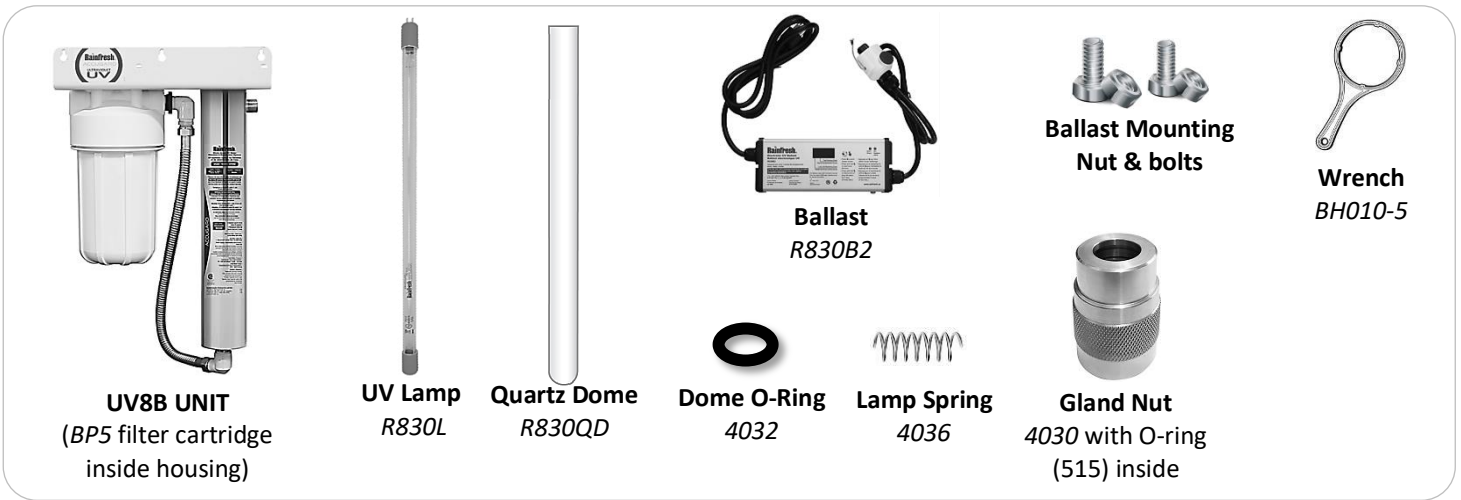 Rainfresh
UV
UV8B UNIT
(BP5 filter cartridge
inside housing)
UV Lamp
R830L
Quartz Dome
R830QD
Rainfresh
Ballast
R830B2
Dome O-Ring
4032
Lamp Spring
4036
Ballast Mounting
Nut & bolts
Gland Nut
4030 with O-ring
(515) inside
Wrench
BH010-5